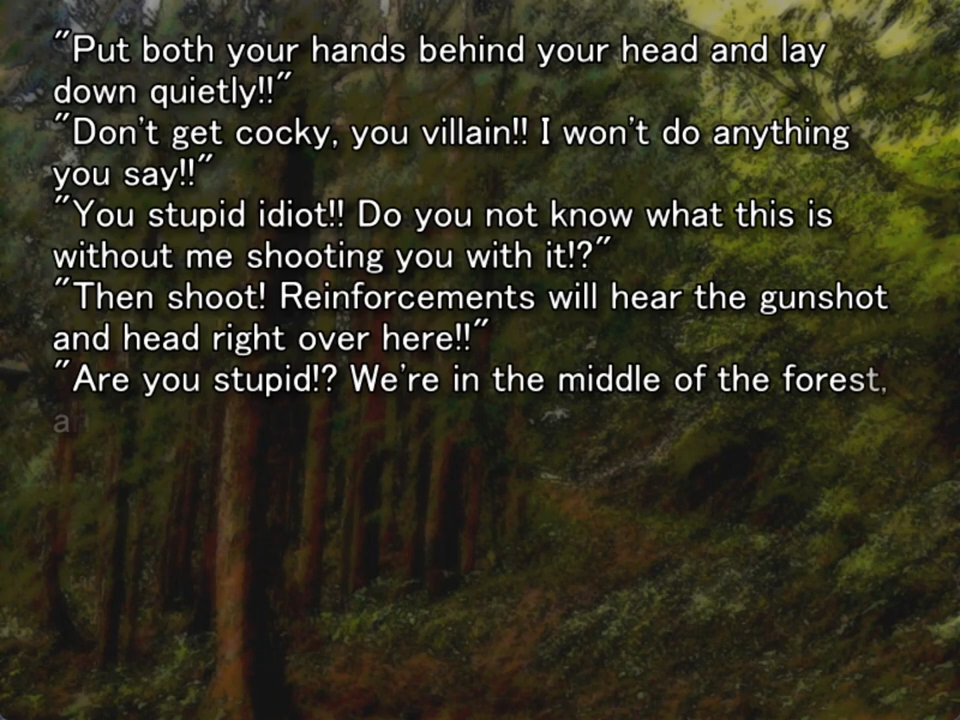 "Put both your hands behind your head and lay
down quietly!!"
"Don't get cocky, you villain!! I won't do anything
you say!!"
"You stupid idiot!! Do you not know what this is
without me shooting you with it!?"
"Then shoot! Reinforcements will hear the gunshot
and head right over here!!"
"Are you stupid!? We're in the middle of the forest,